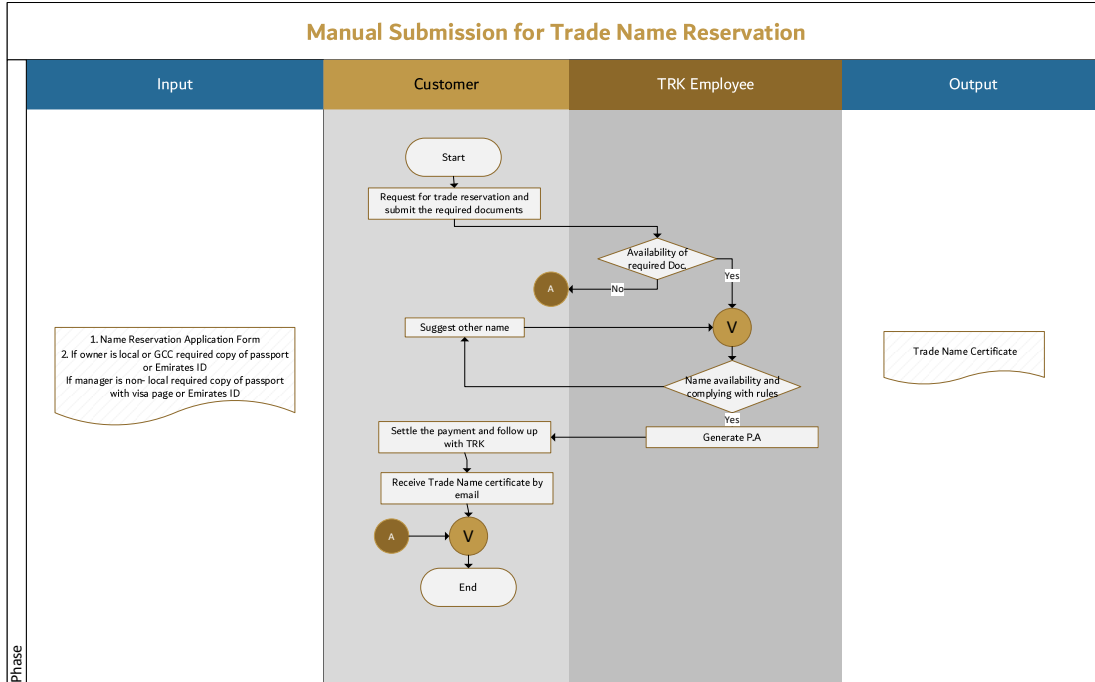 Manual Submission for Trade Name Reservation
Input
Customer
TRK Employee
Output
Start
Request for trade reservation and
submit the required documents
Availability of
required Doc.
Yes
No
A
Suggest other name
V
1. Name Reservation Application Form
2. If owner is local or GCC required copy of passport
or Emirates ID
If manager is non- local required copy of passport
with visa page or Emirates ID
Trade Name Certificate
Name availability and
complying with rules
Yes
Settle the payment and follow up
with TRK
Generate P.A
Receive Trade Name certificate by
email
A
V
End
Phase